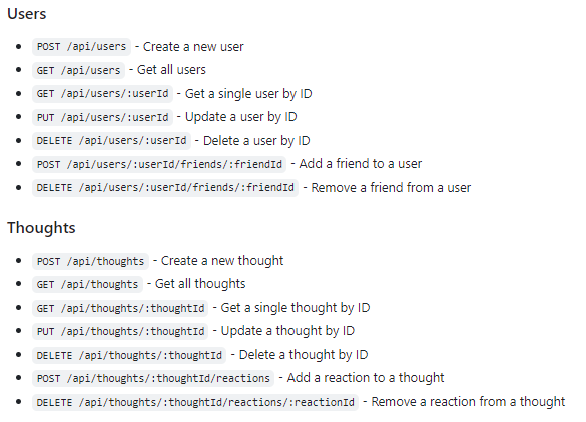 Users
• POST /api/users - Create a new user
• GET /api/users - Get all users
• GET /api/users/:userId - Get a single user by ID
• PUT /api/users/:userId - Update a user by ID
• DELETE /api/users/:userId - Delete a user by ID
• POST /api/users/:userId/friends/:friendId - Add a friend to a user
• DELETE /api/users/:userId/friends/:friendId - Remove a friend from a user
Thoughts
• POST /api/thoughts - Create a new thought
• GET /api/thoughts - Get all thoughts
• GET /api/thoughts/:thoughtId - Get a single thought by ID
• PUT /api/thoughts/:thoughtId - Update a thought by ID
• DELETE /api/thoughts/:thoughtId - Delete a thought by ID
• POST /api/thoughts/:thoughtId/reactions - Add a reaction to a thought
• DELETE /api/thoughts/:thoughtId/reactions/:reactionId - Remove a reaction from a thought